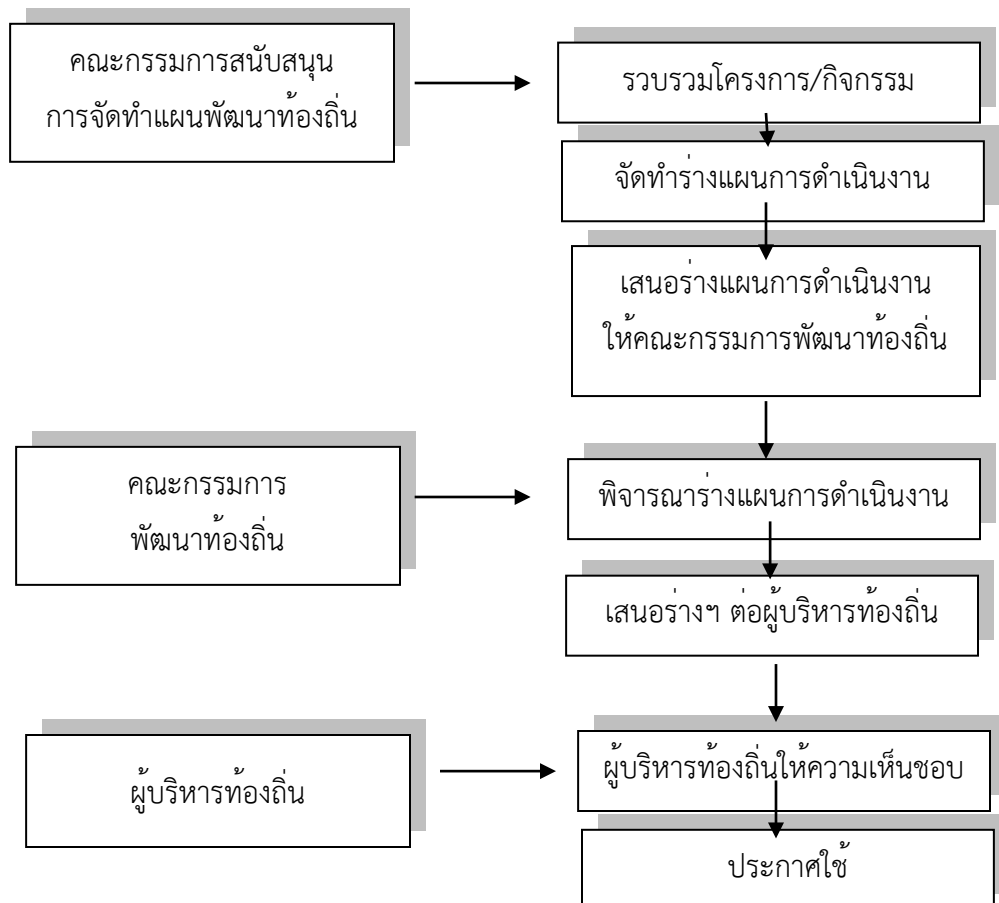 คณะกรรมการสนับสนุน
การจัดทำแผนพัฒนาท้องถิ่น
รวบรวมโครงการ/กิจกรรม
จัดทำร่างแผนการดำเนินงาน
เสนอร่างแผนการดำเนินงาน
ให้คณะกรรมการพัฒนาท้องถิ่น
คณะกรรมการ
พัฒนาท้องถิ่น
พิจารณาร่างแผนการดำเนินงาน
เสนอร่างฯ ต่อผู้บริหารท้องถิ่น
ผู้บริหารท้องถิ่น
ผู้บริหารท้องถิ่นให้ความเห็นชอบ
ประกาศใช้